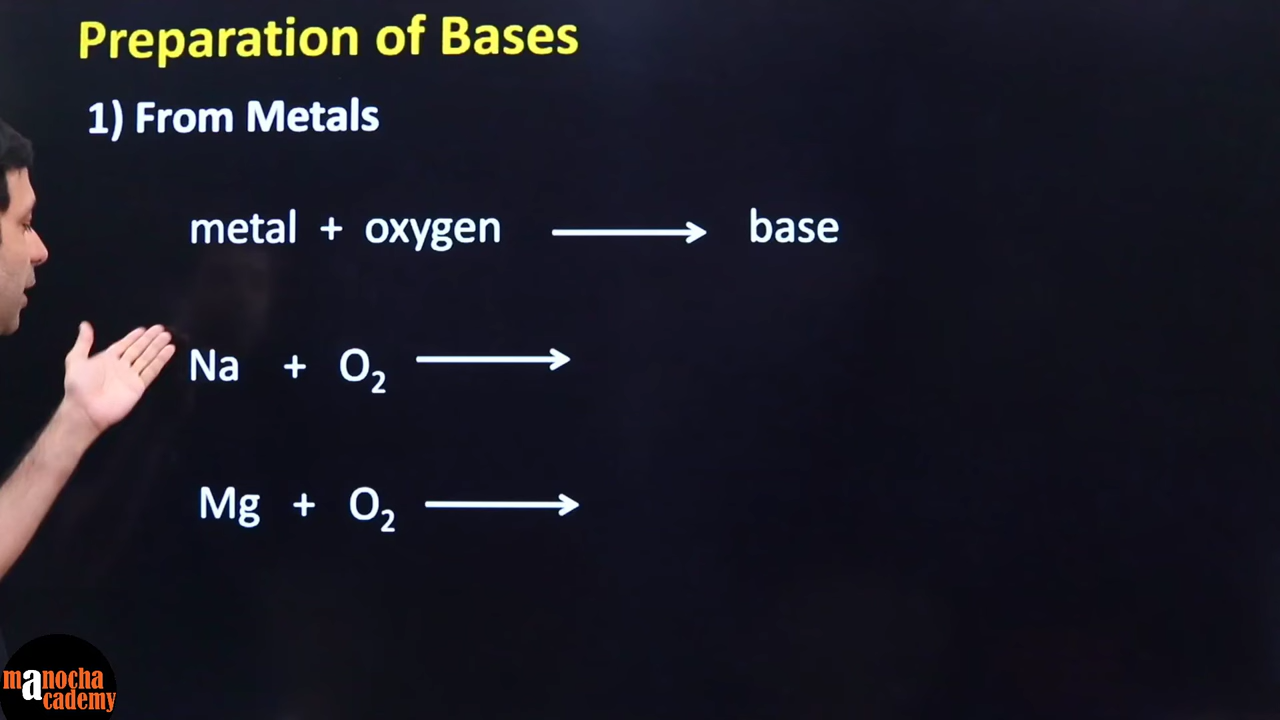 Preparation of Bases
1) From Metals
metal + oxygen ⟶ base
Na + O₂ ⟶
Mg + O₂ ⟶
manocha
academy